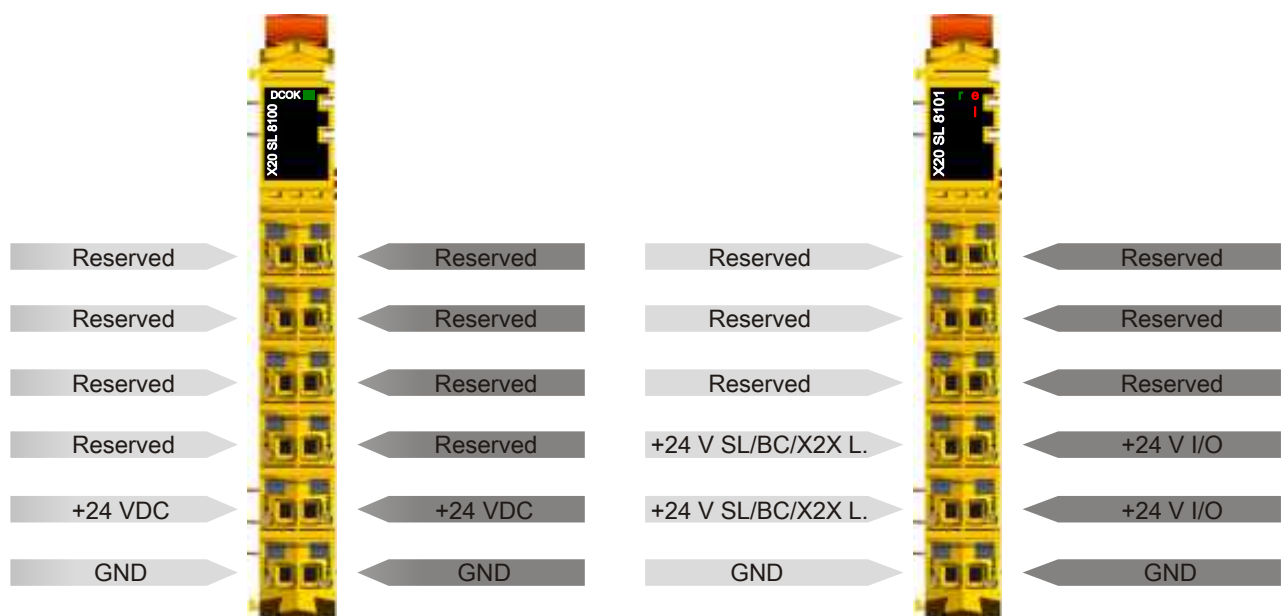 DCOK
X20 SL 8100
r e
l
X20 SL 8101
Reserved Reserved Reserved Reserved
Reserved Reserved Reserved Reserved
Reserved Reserved Reserved Reserved
Reserved Reserved +24 V SL/BC/X2X L. +24 V I/O
+24 VDC +24 VDC +24 V SL/BC/X2X L. +24 V I/O
GND GND GND GND